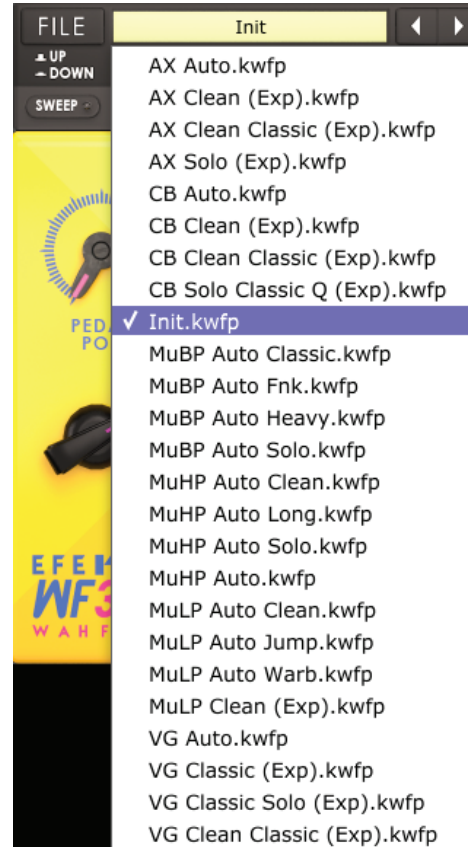 FILE Init
UP
DOWN
SWEEP
AX Auto.kwfp
AX Clean (Exp).kwfp
AX Clean Classic (Exp).kwfp
AX Solo (Exp).kwfp
CB Auto.kwfp
CB Clean (Exp).kwfp
CB Clean Classic (Exp).kwfp
CB Solo Classic Q (Exp).kwfp
✓ Init.kwfp
MuBP Auto Classic.kwfp
MuBP Auto Fnk.kwfp
MuBP Auto Heavy.kwfp
MuBP Auto Solo.kwfp
MuHP Auto Clean.kwfp
MuHP Auto Long.kwfp
MuHP Auto Solo.kwfp
MuHP Auto.kwfp
MuLP Auto Clean.kwfp
MuLP Auto Jump.kwfp
MuLP Auto Warb.kwfp
MuLP Clean (Exp).kwfp
VG Auto.kwfp
VG Classic (Exp).kwfp
VG Classic Solo (Exp).kwfp
VG Clean Classic (Exp).kwfp